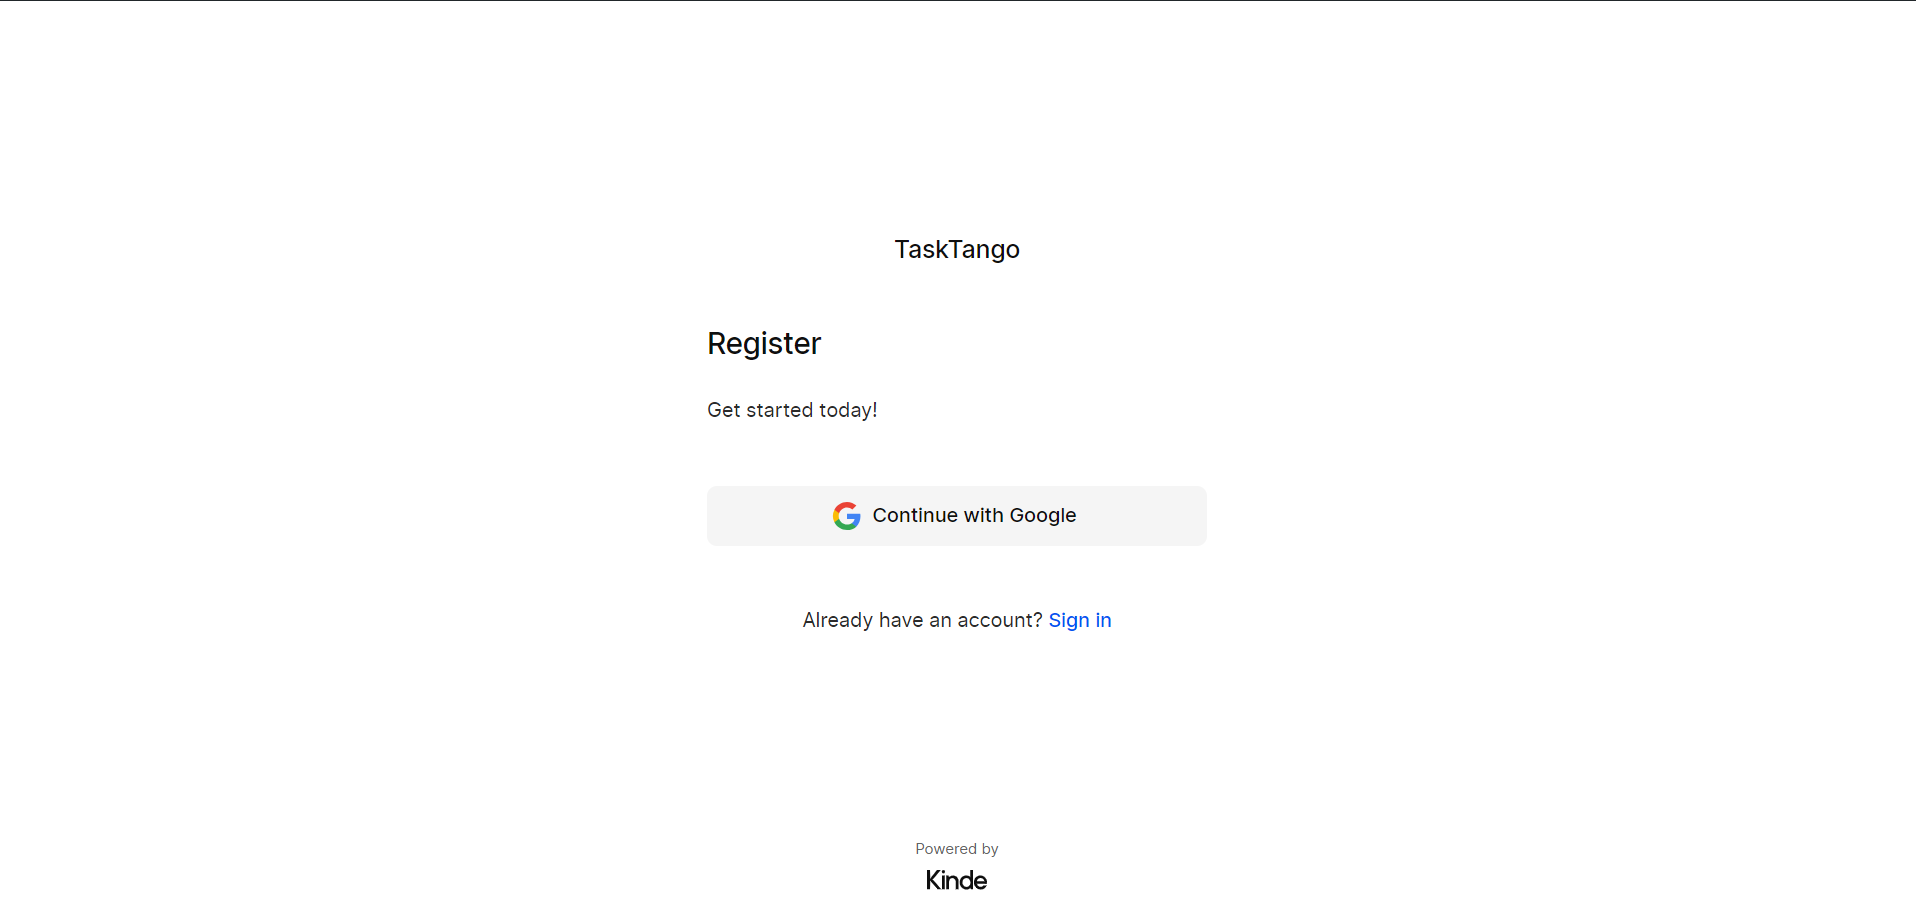 TaskTango
Register
Get started today!
Continue with Google
Already have an account? Sign in
Powered by
Kinde